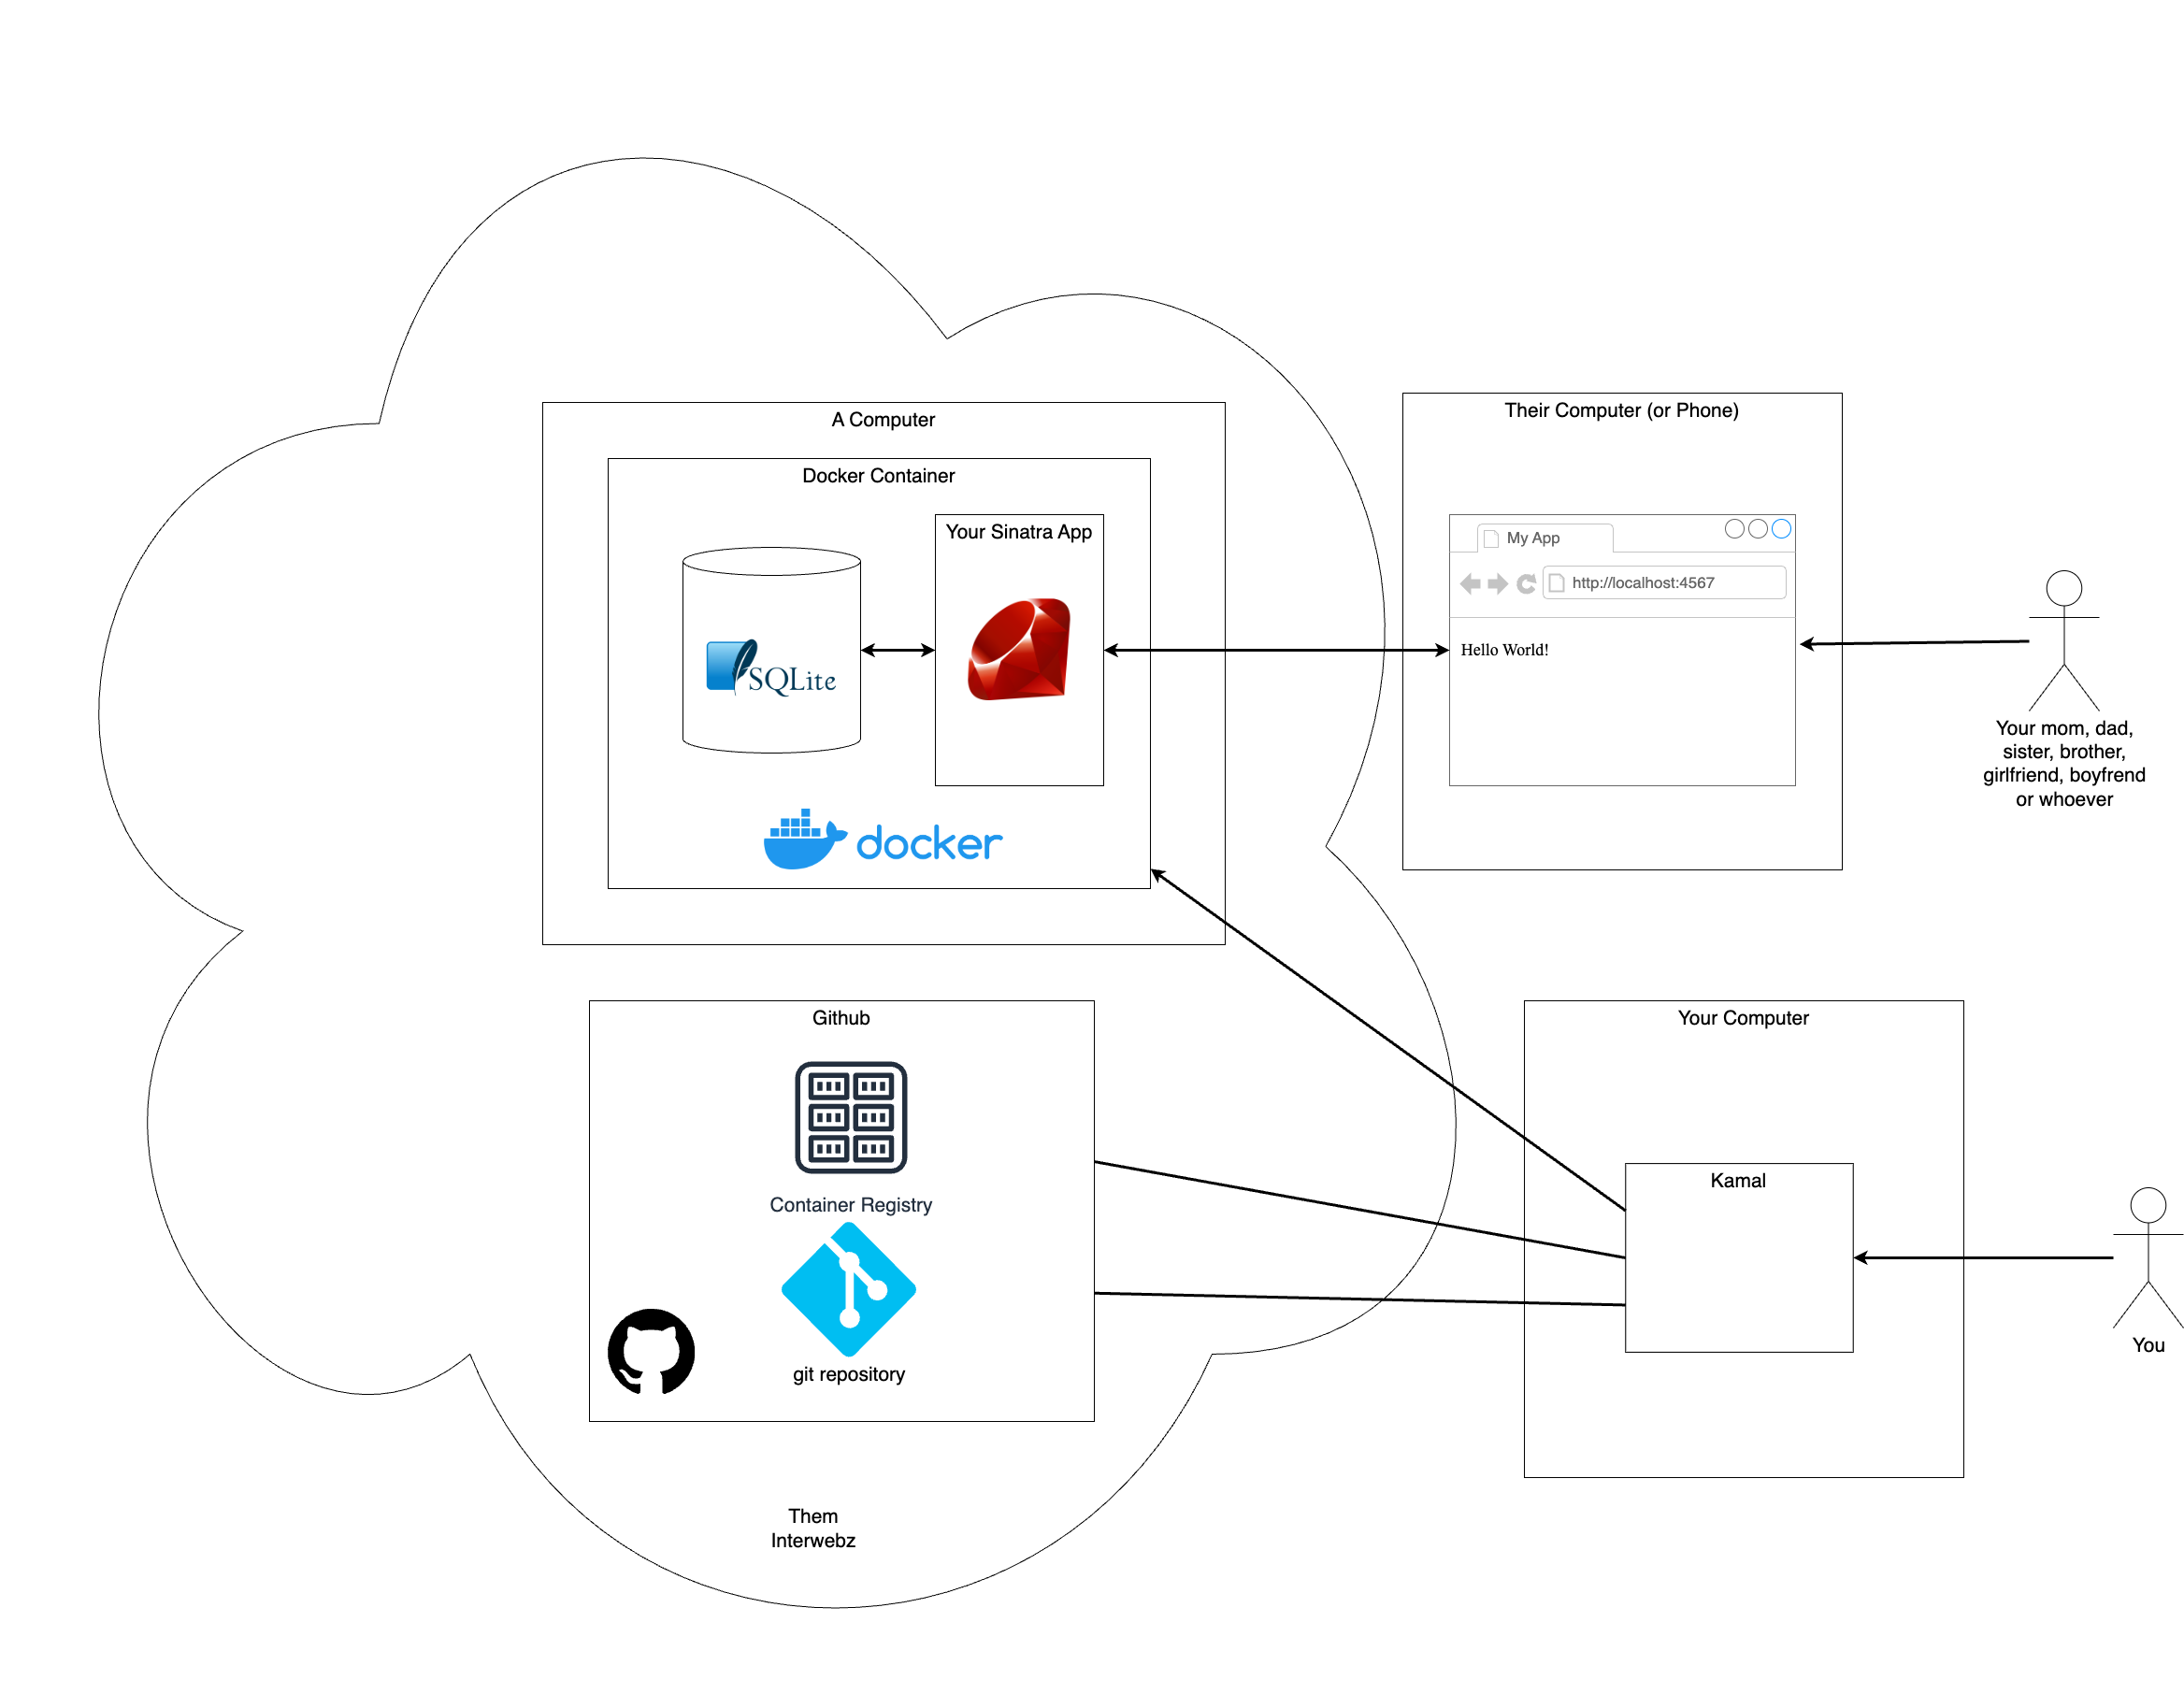 A Computer
Docker Container
Your Sinatra App
SQLite
docker
Their Computer (or Phone)
My App
http://localhost:4567
Hello World!
Your mom, dad,
sister, brother,
girlfriend, boyfrend
or whoever
Github
Container Registry
git repository
Your Computer
Kamal
You
Them
Interwebz